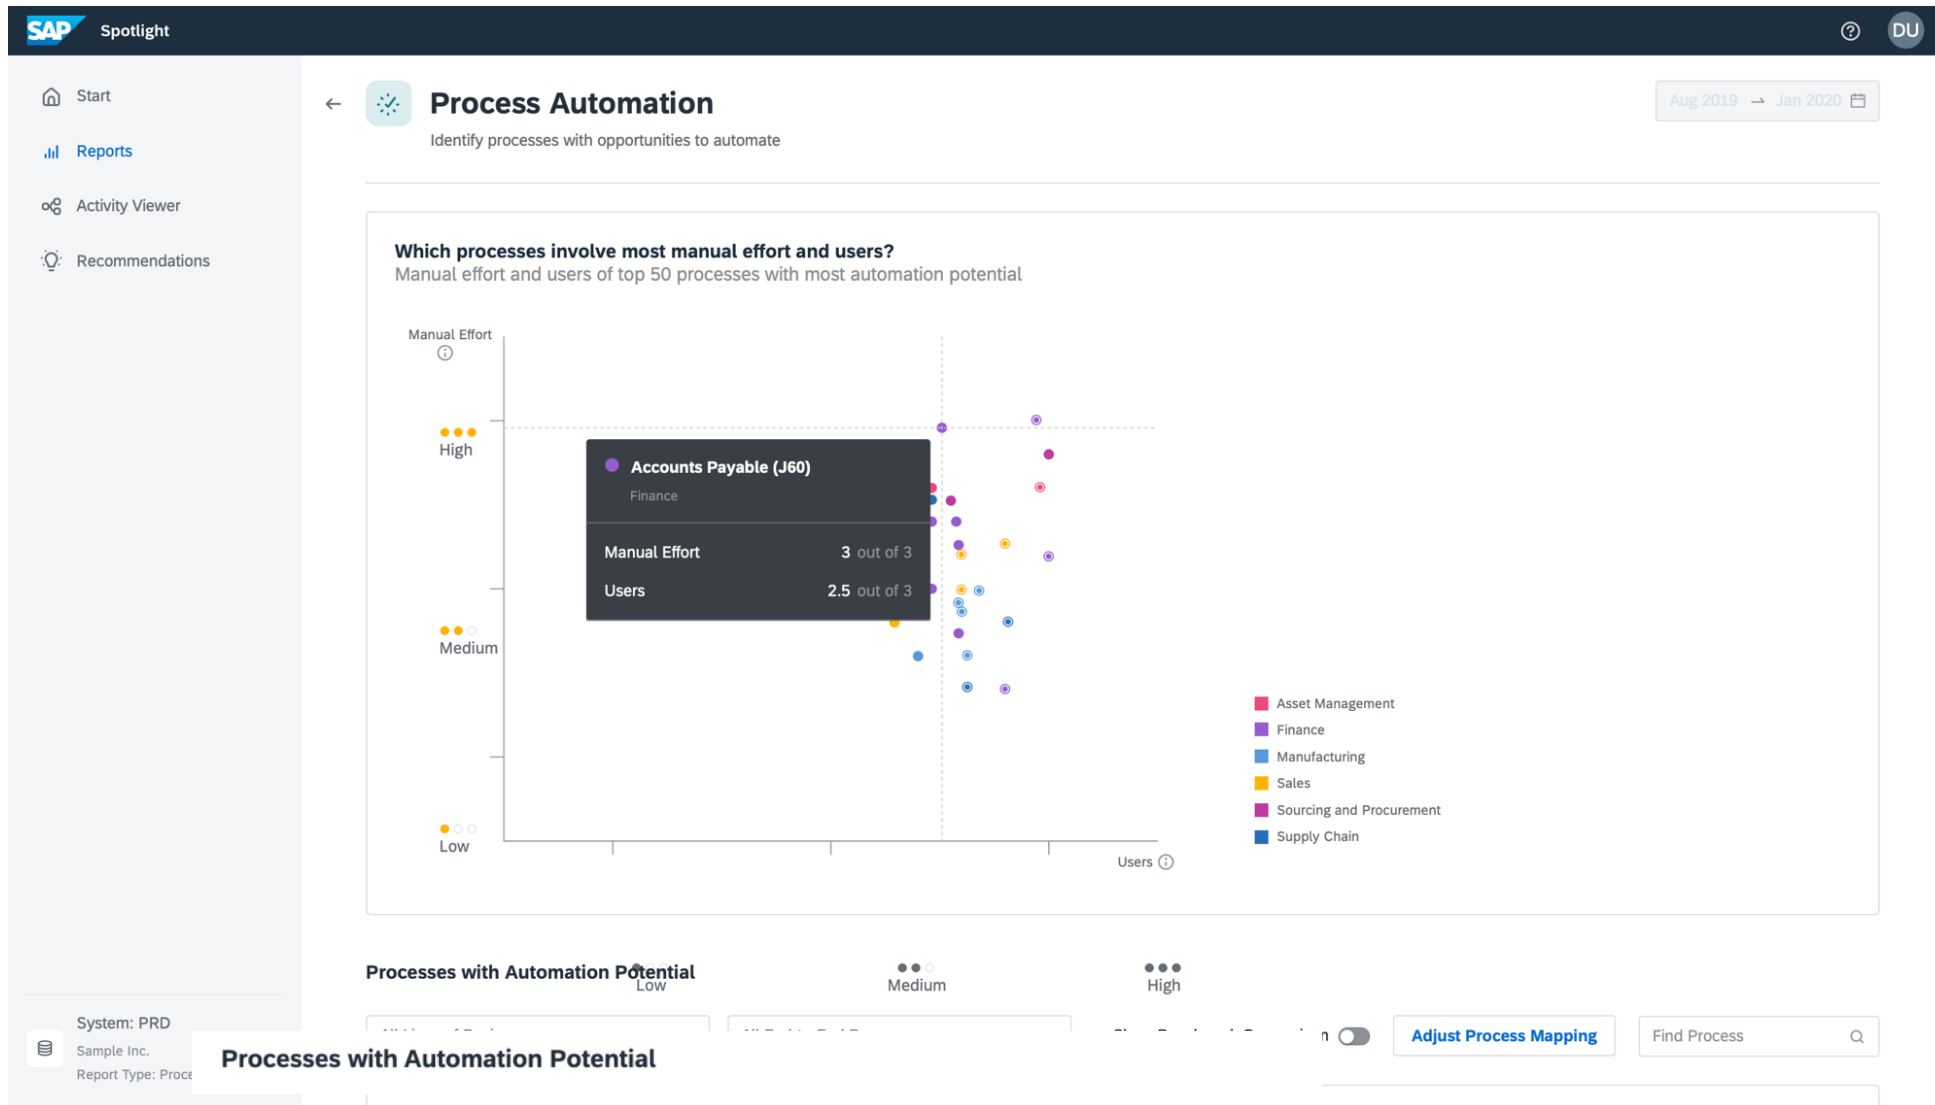 SAP Spotlight
DU
Start
Reports
Activity Viewer
Recommendations
Process Automation
Identify processes with opportunities to automate
Aug 2019 → Jan 2020
Which processes involve most manual effort and users?
Manual effort and users of top 50 processes with most automation potential
Manual Effort
High
Medium
Low
Accounts Payable (J60)
Finance
Manual Effort 3 out of 3
Users 2.5 out of 3
Users
Asset Management
Finance
Manufacturing
Sales
Sourcing and Procurement
Supply Chain
Processes with Automation Potential
Low
Medium
High
Adjust Process Mapping
Find Process
System: PRD
Sample Inc.
Report Type:
Processes with Automation Potential